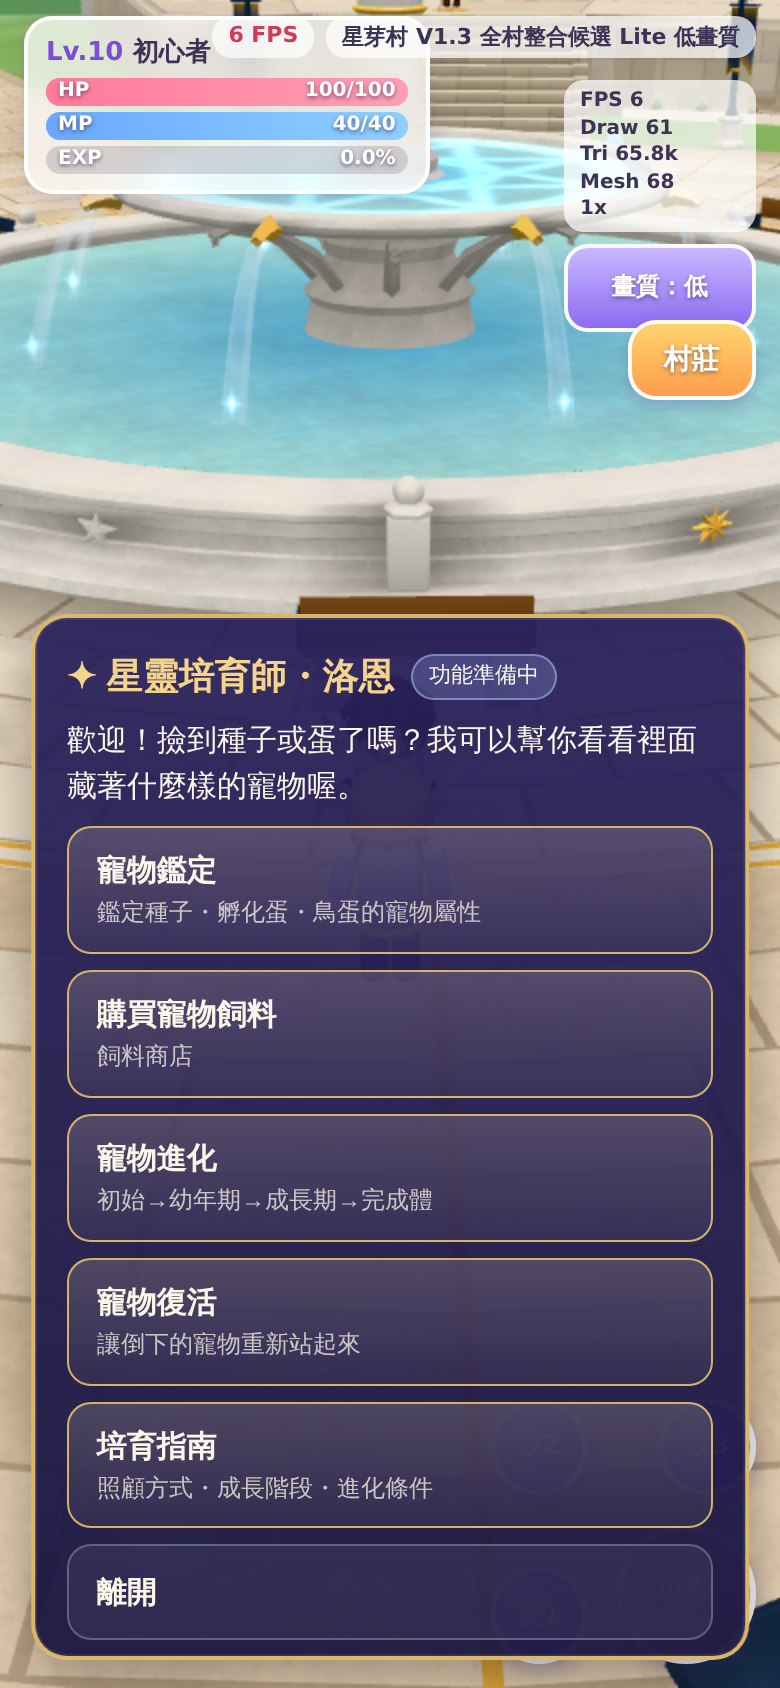 Lv.10 初心者
6 FPS
星芽村 V1.3 全村整合候選 Lite 低畫質
HP 100/100
MP 40/40
EXP 0.0%
FPS 6
Draw 61
Tri 65.8k
Mesh 68
1x
畫質：低
村莊
✦ 星靈培育師・洛恩 功能準備中
歡迎！撿到種子或蛋了嗎？我可以幫你看看裡面
藏著什麼樣的寵物喔。
寵物鑑定
鑑定種子・孵化蛋・鳥蛋的寵物屬性
購買寵物飼料
飼料商店
寵物進化
初始→幼年期→成長期→完成體
寵物復活
讓倒下的寵物重新站起來
培育指南
照顧方式・成長階段・進化條件
技2
技3
離開
技1
攻擊